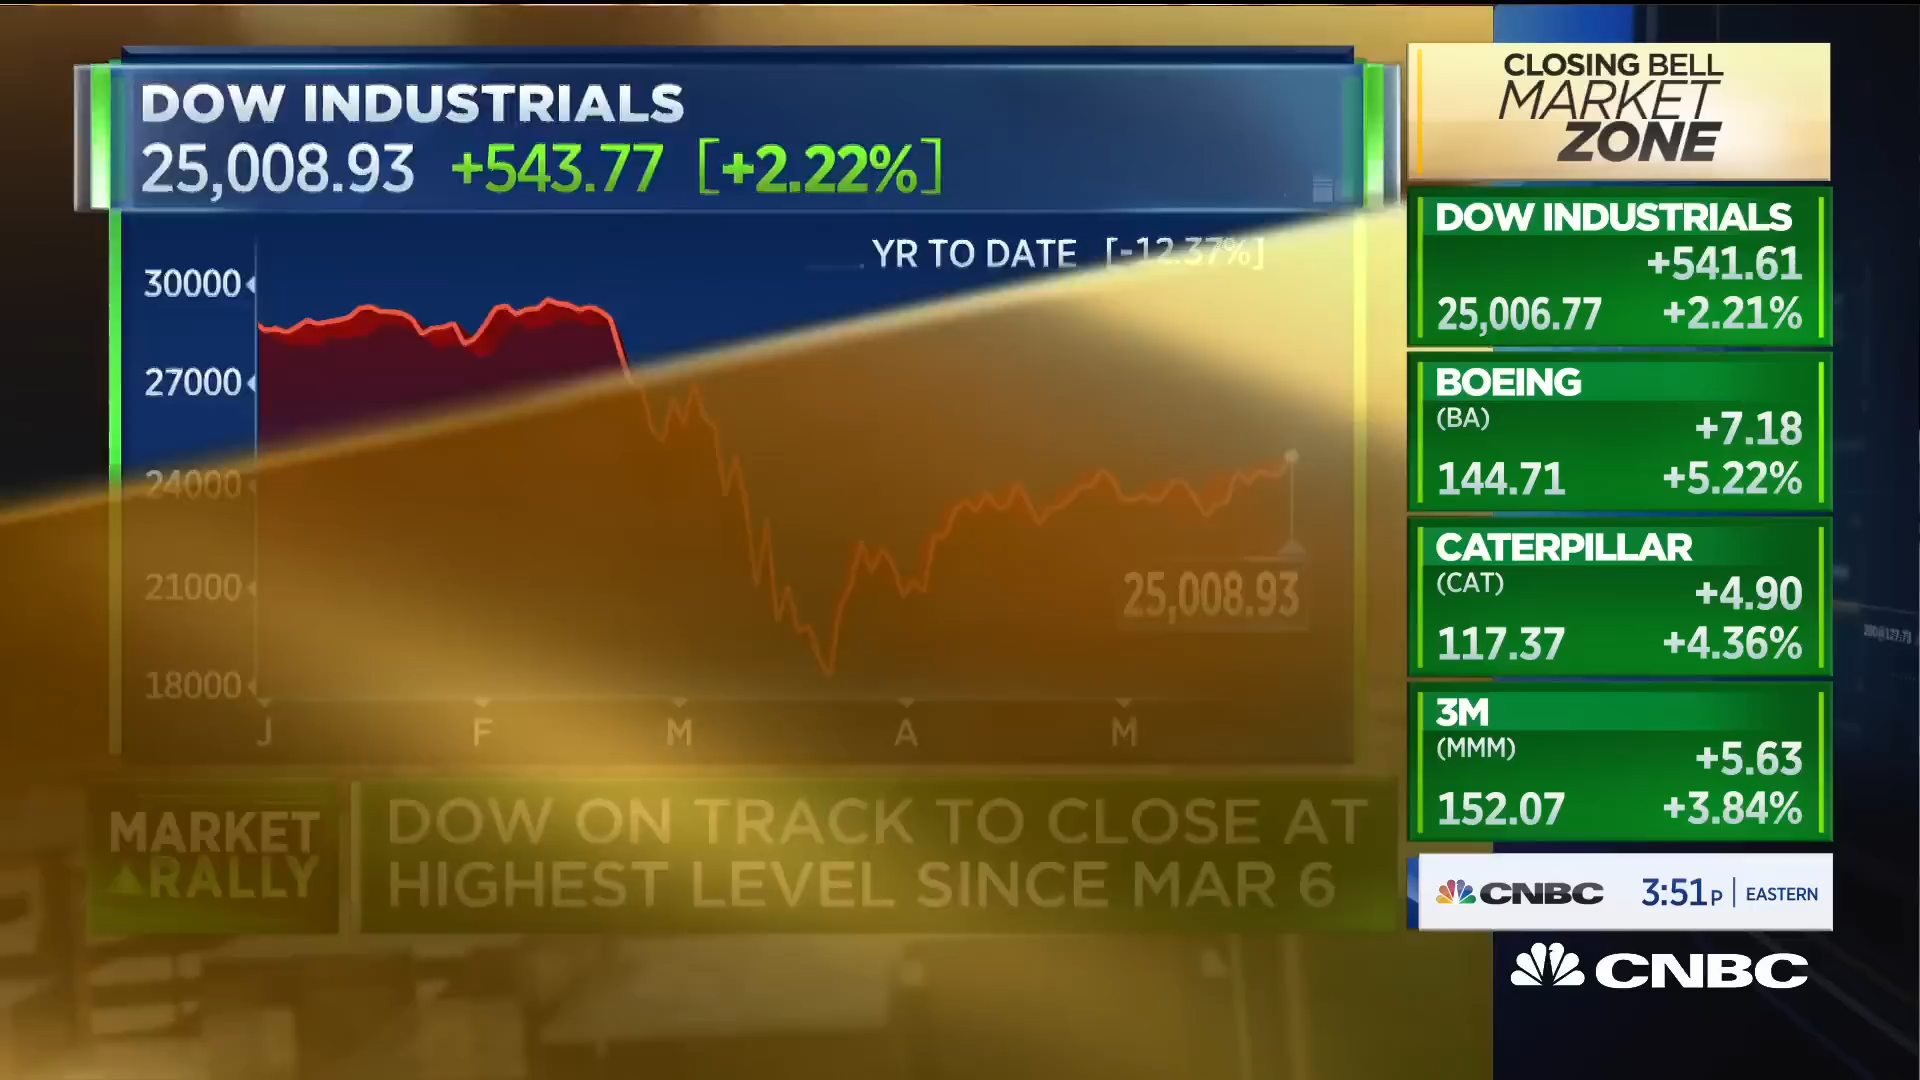 DOW INDUSTRIALS
25,008.93 +543.77 [+2.22%]
YR TO DATE [-12.37%]
30000
27000
24000
21000
18000
25,008.93
J F M A M
MARKET
RALLY
DOW ON TRACK TO CLOSE AT
HIGHEST LEVEL SINCE MAR 6
CLOSING BELL
MARKET
ZONE
DOW INDUSTRIALS
+541.61
25,006.77 +2.21%
BOEING
(BA) +7.18
144.71 +5.22%
CATERPILLAR
(CAT) +4.90
117.37 +4.36%
3M
(MMM) +5.63
152.07 +3.84%
CNBC 3:51P | EASTERN
CNBC